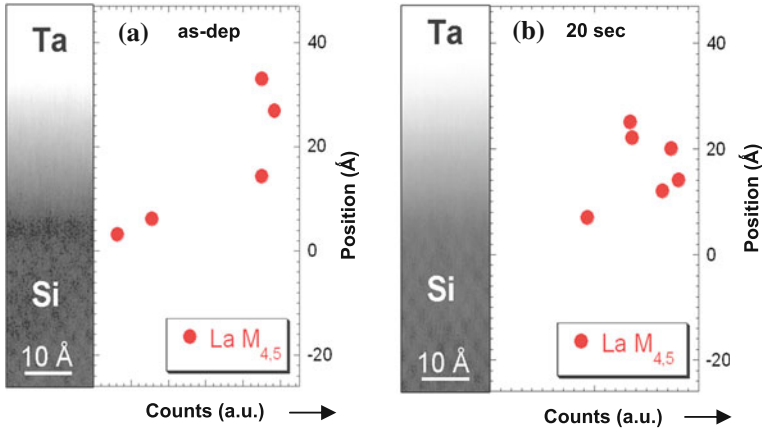 Ta
(a) as-dep
40
20
0
-20
Position (Å)
Si
10 Å
La M4,5
Counts (a.u.)
Ta
(b) 20 sec
40
20
0
-20
Position (Å)
Si
10 Å
La M4,5
Counts (a.u.)